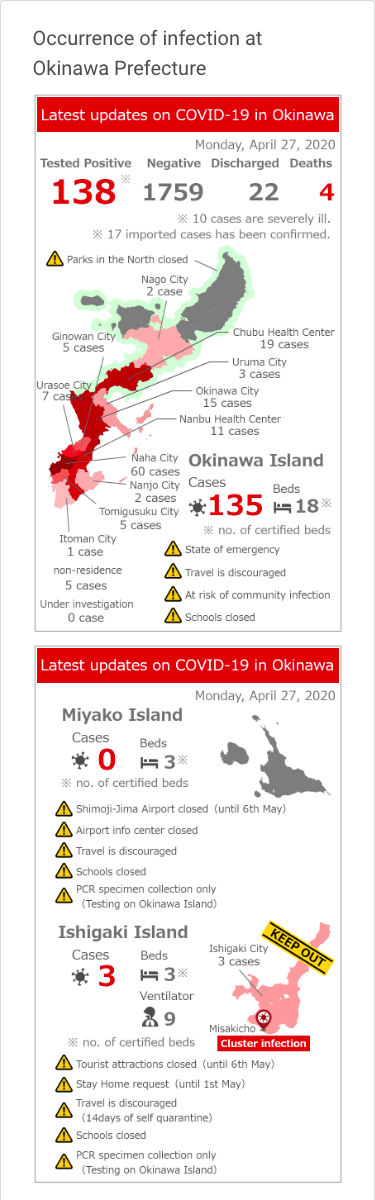 Occurrence of infection at
Okinawa Prefecture
Latest updates on COVID-19 in Okinawa
Monday, April 27, 2020
Tested Positive Negative Discharged Deaths
138※ 1759 22 4
※ 10 cases are severely ill.
※ 17 imported cases has been confirmed.
Parks in the North closed
Nago City
2 case
Ginowan City
5 cases
Chubu Health Center
19 cases
Uruma City
3 cases
Urasoe City
7 cases
Okinawa City
15 cases
Nanbu Health Center
11 cases
Naha City
60 cases
Nanjo City
2 cases
Tomigusuku City
5 cases
Itoman City
1 case
non-residence
5 cases
Under investigation
0 case
Okinawa Island
Cases Beds
135 18※
※ no. of certified beds
State of emergency
Travel is discouraged
At risk of community infection
Schools closed
Latest updates on COVID-19 in Okinawa
Monday, April 27, 2020
Miyako Island
Cases Beds
0 3※
※ no. of certified beds
Shimoji-Jima Airport closed (until 6th May)
Airport info center closed
Travel is discouraged
Schools closed
PCR specimen collection only
(Testing on Okinawa Island)
Ishigaki Island
Cases Beds
3 3※
Ventilator
9
※ no. of certified beds
KEEP OUT
Ishigaki City
3 cases
Misakicho
Cluster infection
Tourist attractions closed (until 6th May)
Stay Home request (until 1st May)
Travel is discouraged
(14days of self quarantine)
Schools closed
PCR specimen collection only
(Testing on Okinawa Island)